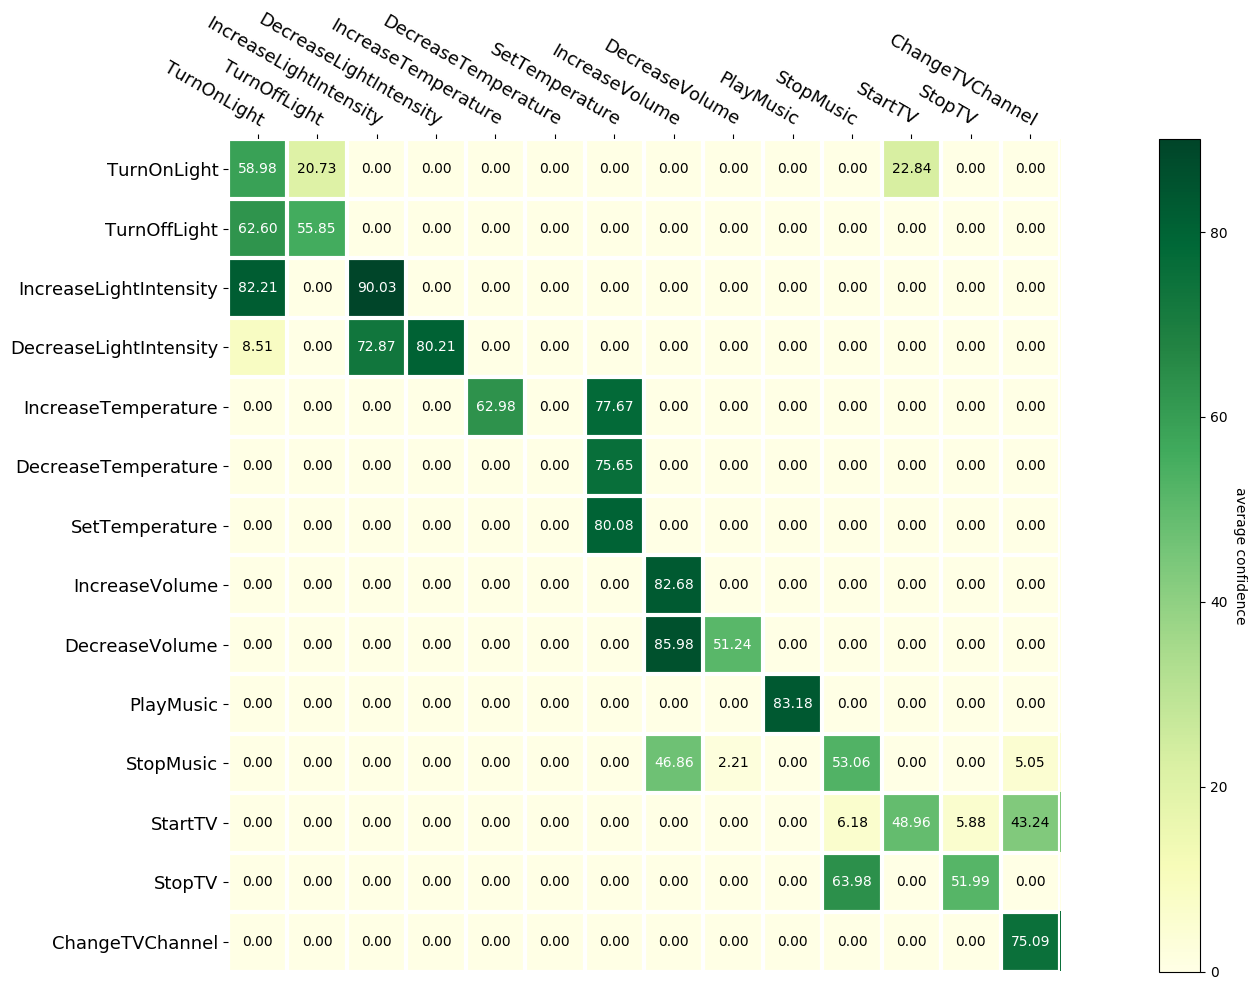 TurnOnLight
TurnOffLight
IncreaseLightIntensity
DecreaseLightIntensity
IncreaseTemperature
DecreaseTemperature
SetTemperature
IncreaseVolume
DecreaseVolume
PlayMusic
StopMusic
StartTV
StopTV
ChangeTVChannel
TurnOnLight 58.98 20.73 0.00 0.00 0.00 0.00 0.00 0.00 0.00 0.00 0.00 22.84 0.00 0.00
TurnOffLight 62.60 55.85 0.00 0.00 0.00 0.00 0.00 0.00 0.00 0.00 0.00 0.00 0.00 0.00
IncreaseLightIntensity 82.21 0.00 90.03 0.00 0.00 0.00 0.00 0.00 0.00 0.00 0.00 0.00 0.00 0.00
DecreaseLightIntensity 8.51 0.00 72.87 80.21 0.00 0.00 0.00 0.00 0.00 0.00 0.00 0.00 0.00 0.00
IncreaseTemperature 0.00 0.00 0.00 0.00 62.98 0.00 77.67 0.00 0.00 0.00 0.00 0.00 0.00 0.00
DecreaseTemperature 0.00 0.00 0.00 0.00 0.00 0.00 75.65 0.00 0.00 0.00 0.00 0.00 0.00 0.00
SetTemperature 0.00 0.00 0.00 0.00 0.00 0.00 80.08 0.00 0.00 0.00 0.00 0.00 0.00 0.00
IncreaseVolume 0.00 0.00 0.00 0.00 0.00 0.00 0.00 82.68 0.00 0.00 0.00 0.00 0.00 0.00
DecreaseVolume 0.00 0.00 0.00 0.00 0.00 0.00 0.00 85.98 51.24 0.00 0.00 0.00 0.00 0.00
PlayMusic 0.00 0.00 0.00 0.00 0.00 0.00 0.00 0.00 0.00 83.18 0.00 0.00 0.00 0.00
StopMusic 0.00 0.00 0.00 0.00 0.00 0.00 0.00 46.86 2.21 0.00 53.06 0.00 0.00 5.05
StartTV 0.00 0.00 0.00 0.00 0.00 0.00 0.00 0.00 0.00 0.00 6.18 48.96 5.88 43.24
StopTV 0.00 0.00 0.00 0.00 0.00 0.00 0.00 0.00 0.00 0.00 63.98 0.00 51.99 0.00
ChangeTVChannel 0.00 0.00 0.00 0.00 0.00 0.00 0.00 0.00 0.00 0.00 0.00 0.00 0.00 75.09
80
60
40
20
0
average confidence